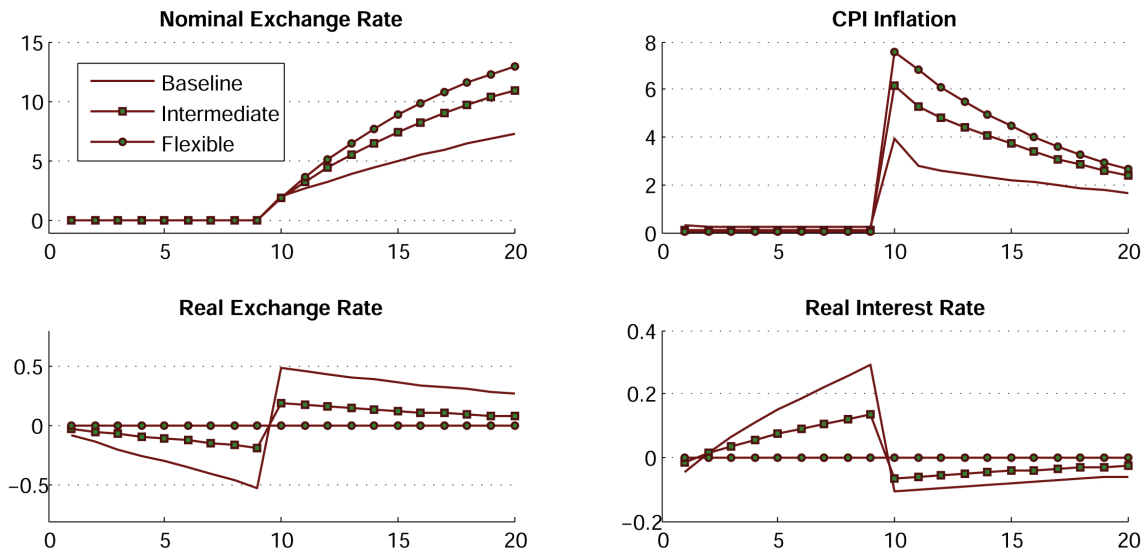 Nominal Exchange Rate
15
10
5
0
0 5 10 15 20
Baseline
Intermediate
Flexible
CPI Inflation
8
6
4
2
0
0 5 10 15 20
Real Exchange Rate
0.5
0
−0.5
0 5 10 15 20
Real Interest Rate
0.4
0.2
0
−0.2
0 5 10 15 20